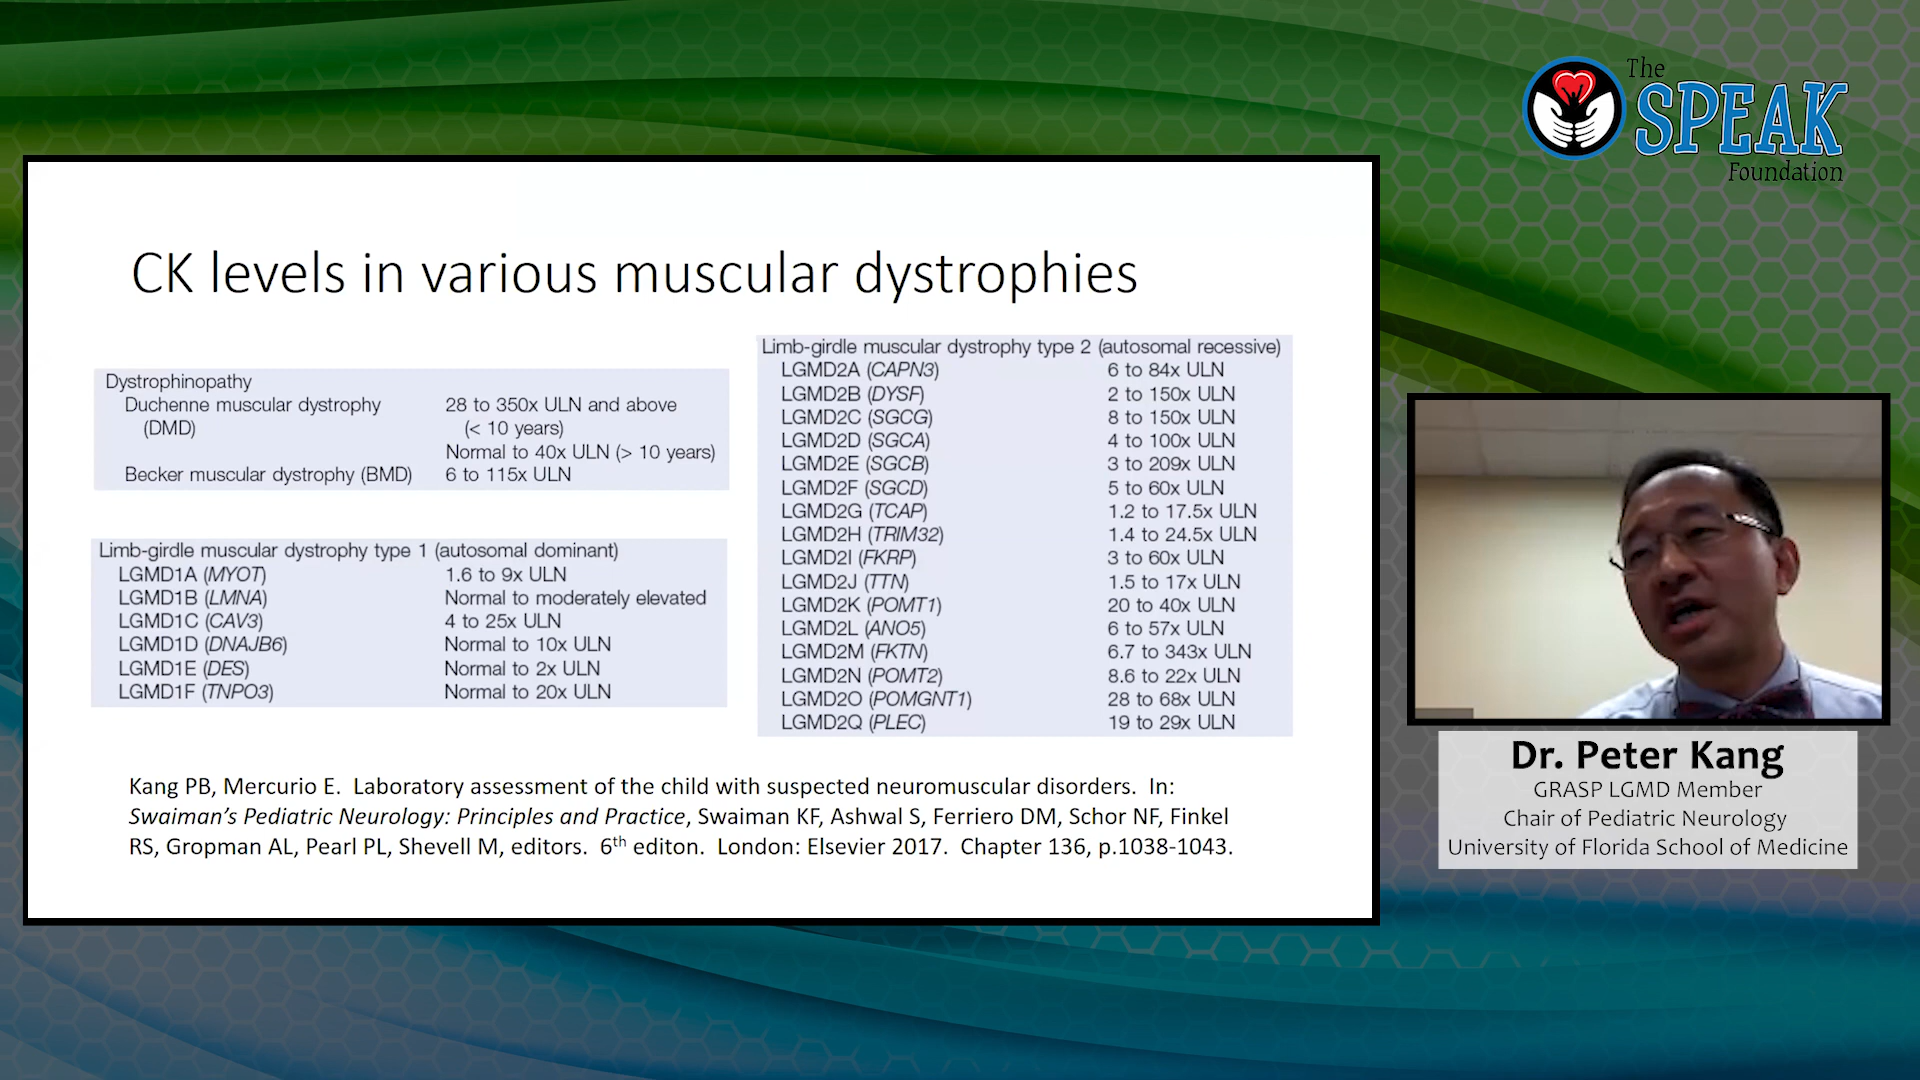 The
SPEAK
Foundation
CK levels in various muscular dystrophies
Dystrophinopathy
Duchenne muscular dystrophy 28 to 350x ULN and above
(DMD) (< 10 years)
Normal to 40x ULN (> 10 years)
Becker muscular dystrophy (BMD) 6 to 115x ULN
Limb-girdle muscular dystrophy type 1 (autosomal dominant)
LGMD1A (MYOT) 1.6 to 9x ULN
LGMD1B (LMNA) Normal to moderately elevated
LGMD1C (CAV3) 4 to 25x ULN
LGMD1D (DNAJB6) Normal to 10x ULN
LGMD1E (DES) Normal to 2x ULN
LGMD1F (TNPO3) Normal to 20x ULN
Limb-girdle muscular dystrophy type 2 (autosomal recessive)
LGMD2A (CAPN3) 6 to 84x ULN
LGMD2B (DYSF) 2 to 150x ULN
LGMD2C (SGCG) 8 to 150x ULN
LGMD2D (SGCA) 4 to 100x ULN
LGMD2E (SGCB) 3 to 209x ULN
LGMD2F (SGCD) 5 to 60x ULN
LGMD2G (TCAP) 1.2 to 17.5x ULN
LGMD2H (TRIM32) 1.4 to 24.5x ULN
LGMD2I (FKRP) 3 to 60x ULN
LGMD2J (TTN) 1.5 to 17x ULN
LGMD2K (POMT1) 20 to 40x ULN
LGMD2L (ANO5) 6 to 57x ULN
LGMD2M (FKTN) 6.7 to 343x ULN
LGMD2N (POMT2) 8.6 to 22x ULN
LGMD2O (POMGNT1) 28 to 68x ULN
LGMD2Q (PLEC) 19 to 29x ULN
Kang PB, Mercurio E. Laboratory assessment of the child with suspected neuromuscular disorders. In:
Swaiman's Pediatric Neurology: Principles and Practice, Swaiman KF, Ashwal S, Ferriero DM, Schor NF, Finkel
RS, Gropman AL, Pearl PL, Shevell M, editors. 6th editon. London: Elsevier 2017. Chapter 136, p.1038-1043.
Dr. Peter Kang
GRASP LGMD Member
Chair of Pediatric Neurology
University of Florida School of Medicine